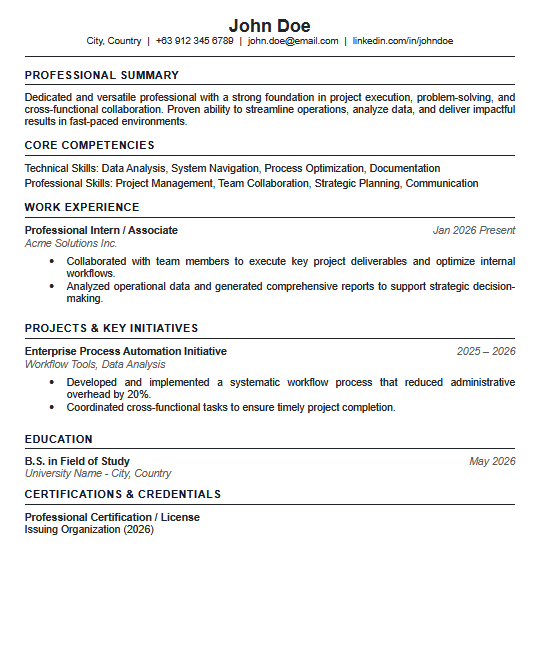 John Doe
City, Country | +63 912 345 6789 | john.doe@email.com | linkedin.com/in/johndoe
PROFESSIONAL SUMMARY
Dedicated and versatile professional with a strong foundation in project execution, problem-solving, and
cross-functional collaboration. Proven ability to streamline operations, analyze data, and deliver impactful
results in fast-paced environments.
CORE COMPETENCIES
Technical Skills: Data Analysis, System Navigation, Process Optimization, Documentation
Professional Skills: Project Management, Team Collaboration, Strategic Planning, Communication
WORK EXPERIENCE
Professional Intern / Associate Jan 2026 Present
Acme Solutions Inc.
• Collaborated with team members to execute key project deliverables and optimize internal
workflows.
• Analyzed operational data and generated comprehensive reports to support strategic decision-
making.
PROJECTS & KEY INITIATIVES
Enterprise Process Automation Initiative 2025 – 2026
Workflow Tools, Data Analysis
• Developed and implemented a systematic workflow process that reduced administrative
overhead by 20%.
• Coordinated cross-functional tasks to ensure timely project completion.
EDUCATION
B.S. in Field of Study May 2026
University Name - City, Country
CERTIFICATIONS & CREDENTIALS
Professional Certification / License
Issuing Organization (2026)